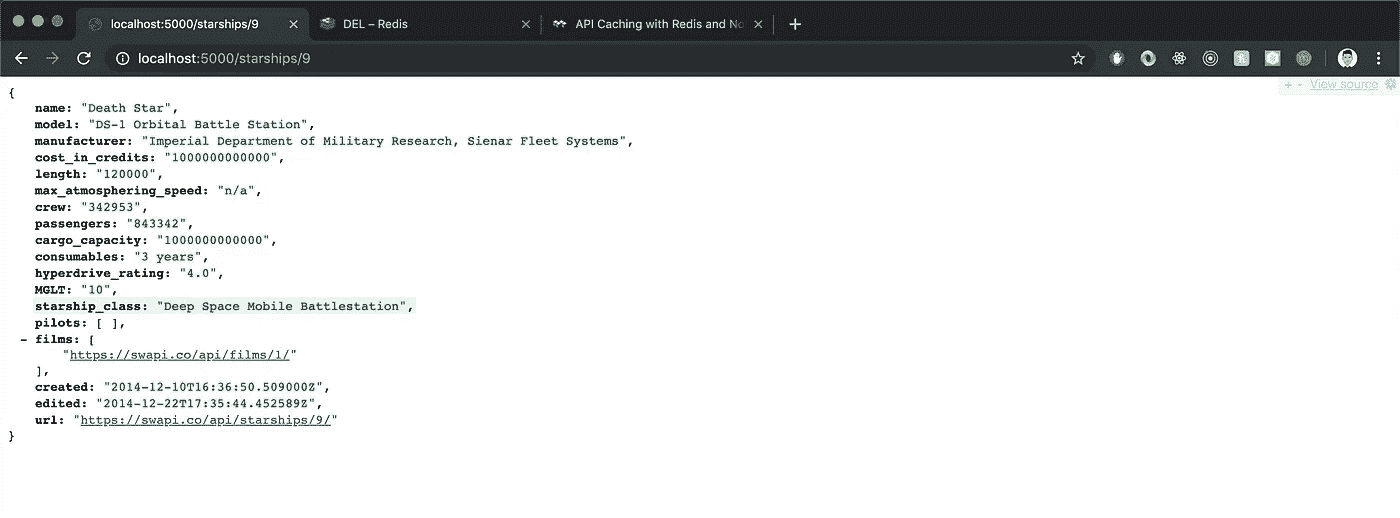 localhost:5000/starships/9
DEL – Redis
API Caching with Redis and No
localhost:5000/starships/9
+ - View source
{
name: "Death Star",
model: "DS-1 Orbital Battle Station",
manufacturer: "Imperial Department of Military Research, Sienar Fleet Systems",
cost_in_credits: "1000000000000",
length: "120000",
max_atmosphering_speed: "n/a",
crew: "342953",
passengers: "843342",
cargo_capacity: "1000000000000",
consumables: "3 years",
hyperdrive_rating: "4.0",
MGLT: "10",
starship_class: "Deep Space Mobile Battlestation",
pilots: [ ],
- films: [
"https://swapi.co/api/films/1/"
],
created: "2014-12-10T16:36:50.509000Z",
edited: "2014-12-22T17:35:44.452589Z",
url: "https://swapi.co/api/starships/9/"
}